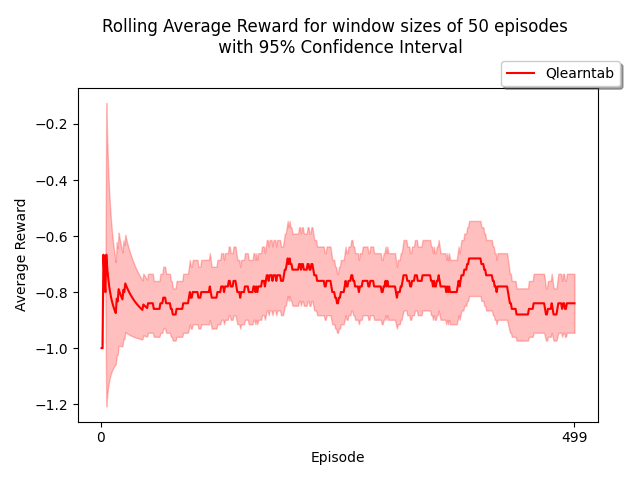 Rolling Average Reward for window sizes of 50 episodes
with 95% Confidence Interval
Qlearntab
Average Reward
−0.2
−0.4
−0.6
−0.8
−1.0
−1.2
0
499
Episode